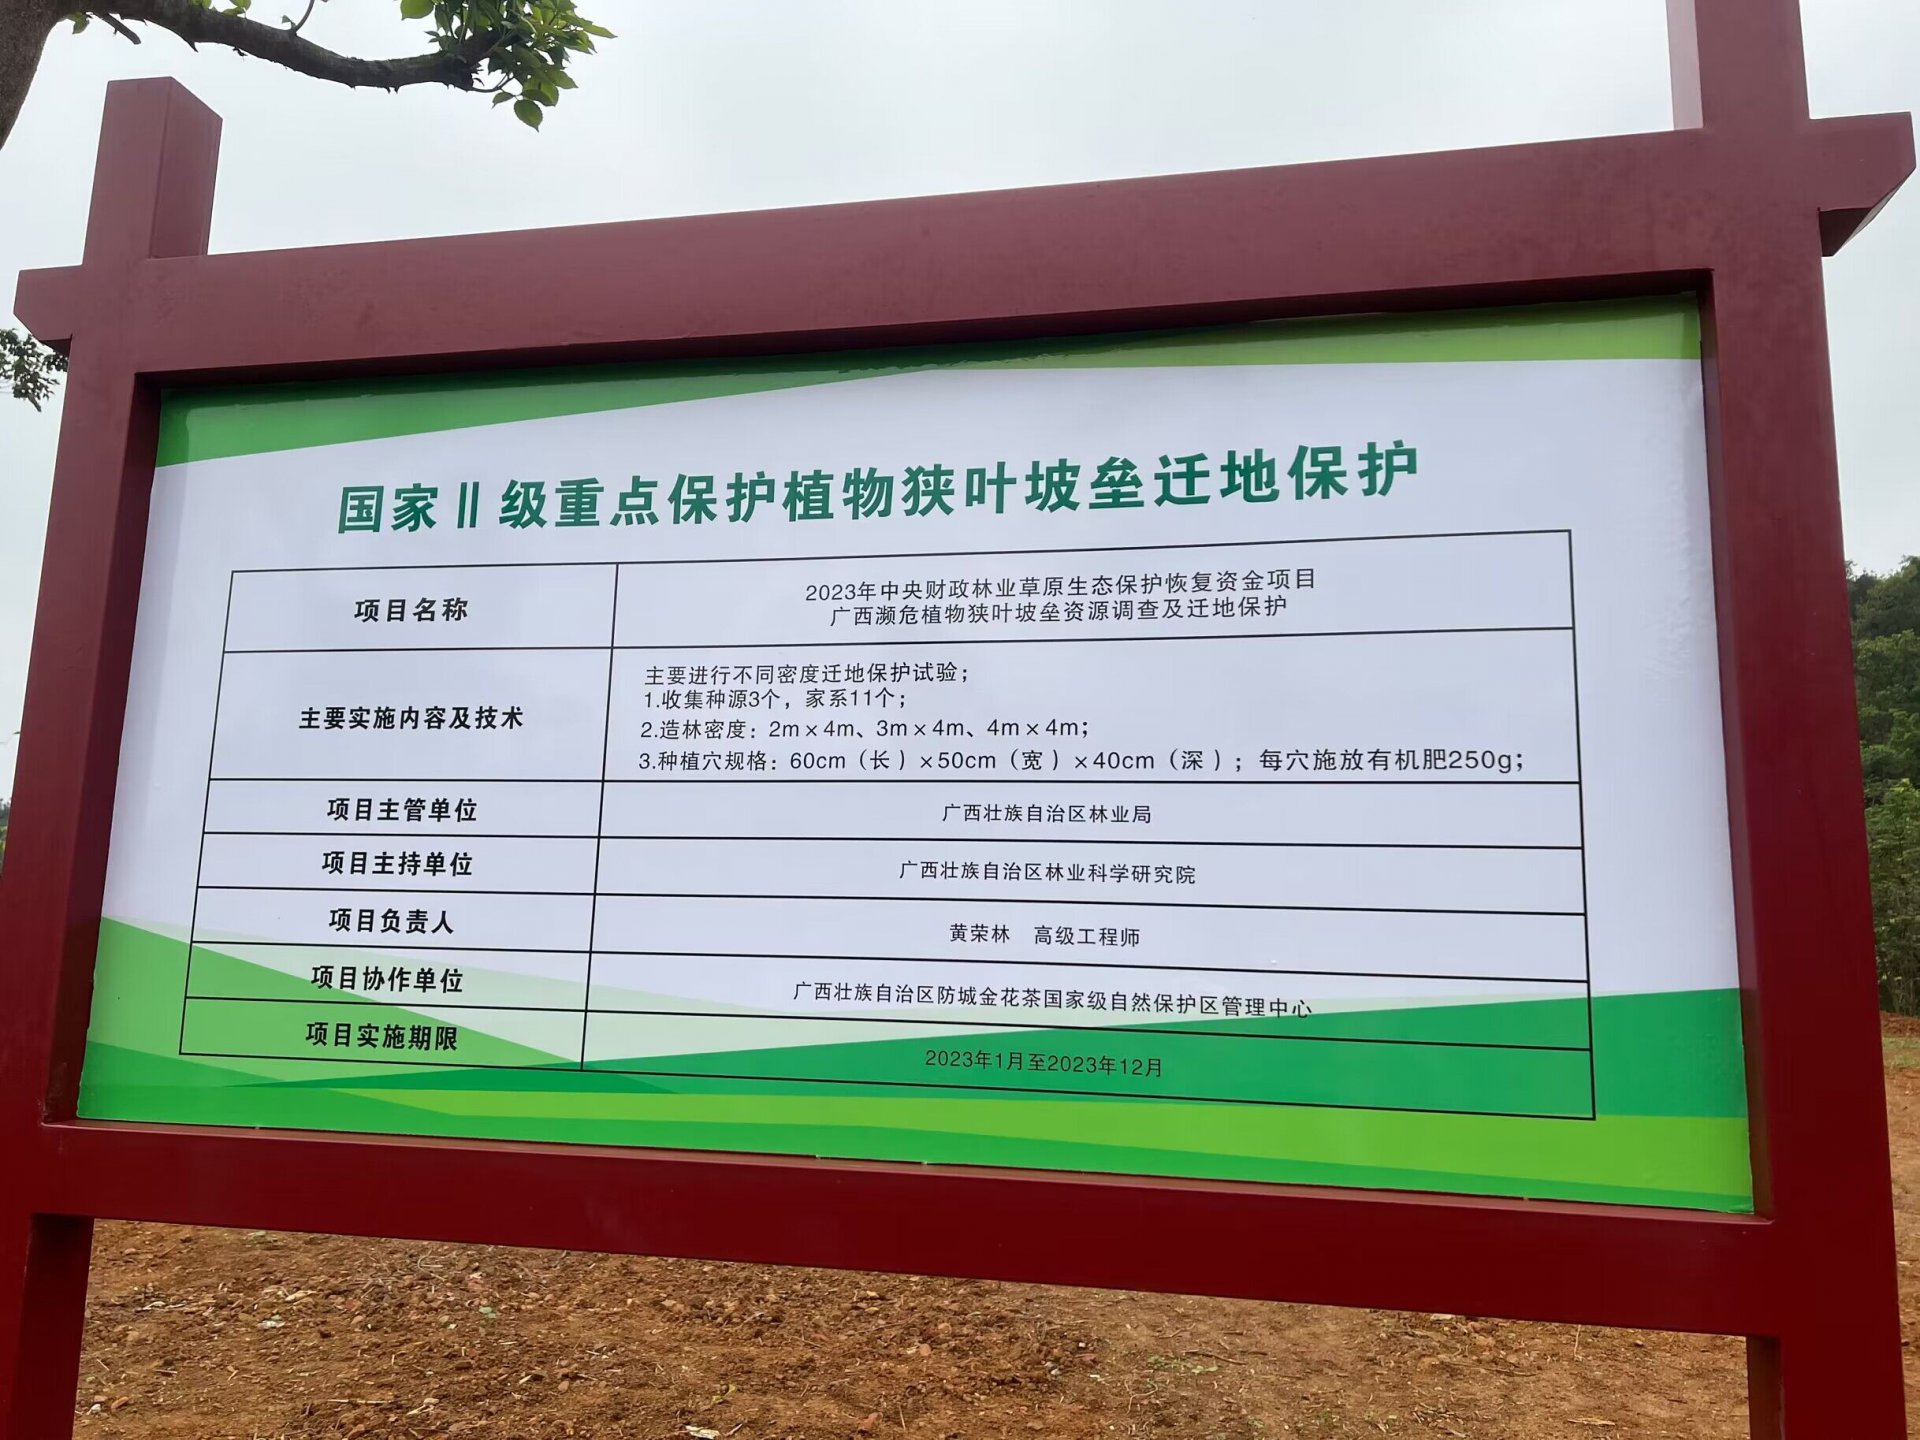 国家Ⅱ级重点保护植物狭叶坡垒迁地保护
项目名称
2023年中央财政林业草原生态保护恢复资金项目
广西濒危植物狭叶坡垒资源调查及迁地保护
主要实施内容及技术
主要进行不同密度迁地保护试验；
1.收集种源3个，家系11个；
2.造林密度：2m×4m、3m×4m、4m×4m；
3.种植穴规格：60cm（长）×50cm（宽）×40cm（深）；每穴施放有机肥250g；
项目主管单位
广西壮族自治区林业局
项目主持单位
广西壮族自治区林业科学研究院
项目负责人
黄荣林 高级工程师
项目协作单位
广西壮族自治区防城金花茶国家级自然保护区管理中心
项目实施期限
2023年1月至2023年12月